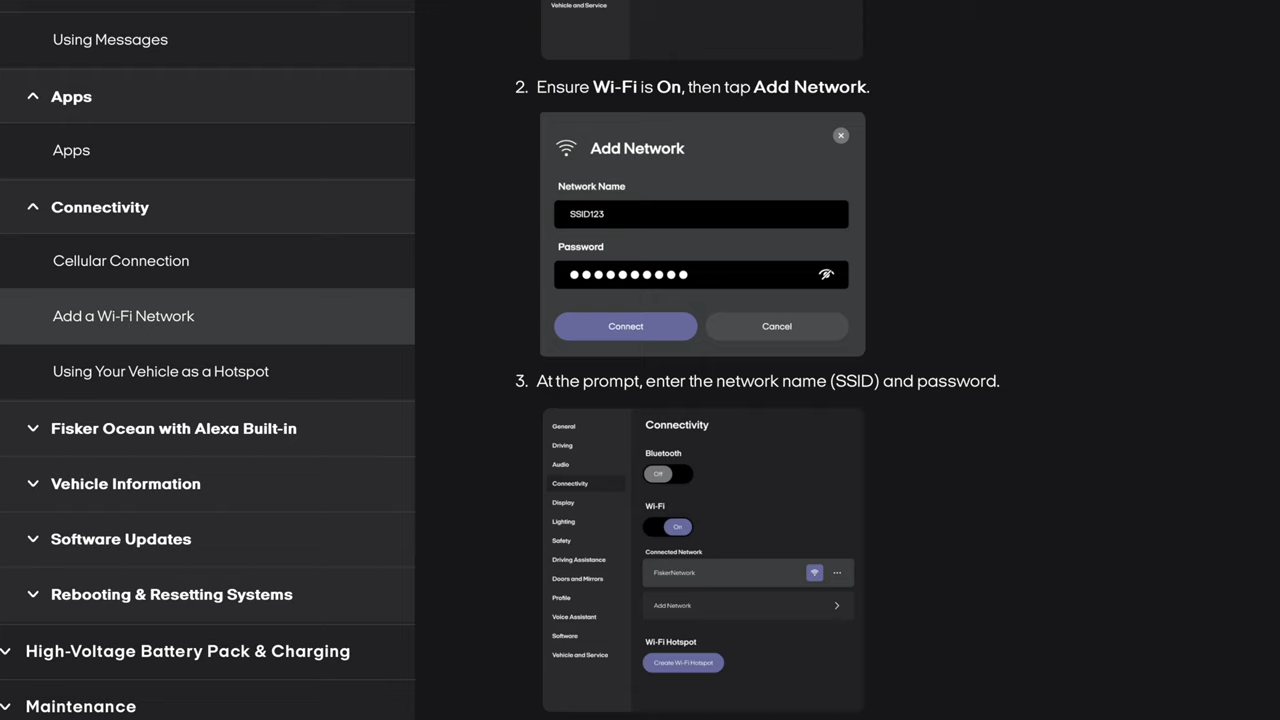 Using Messages
Apps
Apps
Connectivity
Cellular Connection
Add a Wi-Fi Network
Using Your Vehicle as a Hotspot
Fisker Ocean with Alexa Built-in
Vehicle Information
Software Updates
Rebooting & Resetting Systems
High-Voltage Battery Pack & Charging
Maintenance
Vehicle and Service
2. Ensure Wi-Fi is On, then tap Add Network.
Add Network
Network Name
SSID123
Password
Connect
Cancel
3. At the prompt, enter the network name (SSID) and password.
General
Driving
Audio
Connectivity
Display
Lighting
Safety
Driving Assistance
Doors and Mirrors
Profile
Voice Assistant
Software
Vehicle and Service
Connectivity
Bluetooth
Off
Wi-Fi
On
Connected Network
FiskerNetwork
Add Network
Wi-Fi Hotspot
Create Wi-Fi Hotspot